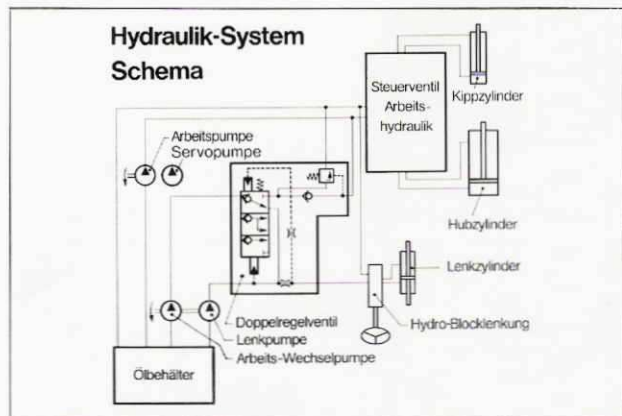 Hydraulik-System
Schema
Steuerventil
Arbeits-
hydraulik
Kippzylinder
Arbeitspumpe
Servopumpe
Hubzylinder
Lenkzylinder
Doppelregelventil
Hydro-Blocklenkung
Lenkpumpe
Arbeits-Wechselpumpe
Ölbehälter